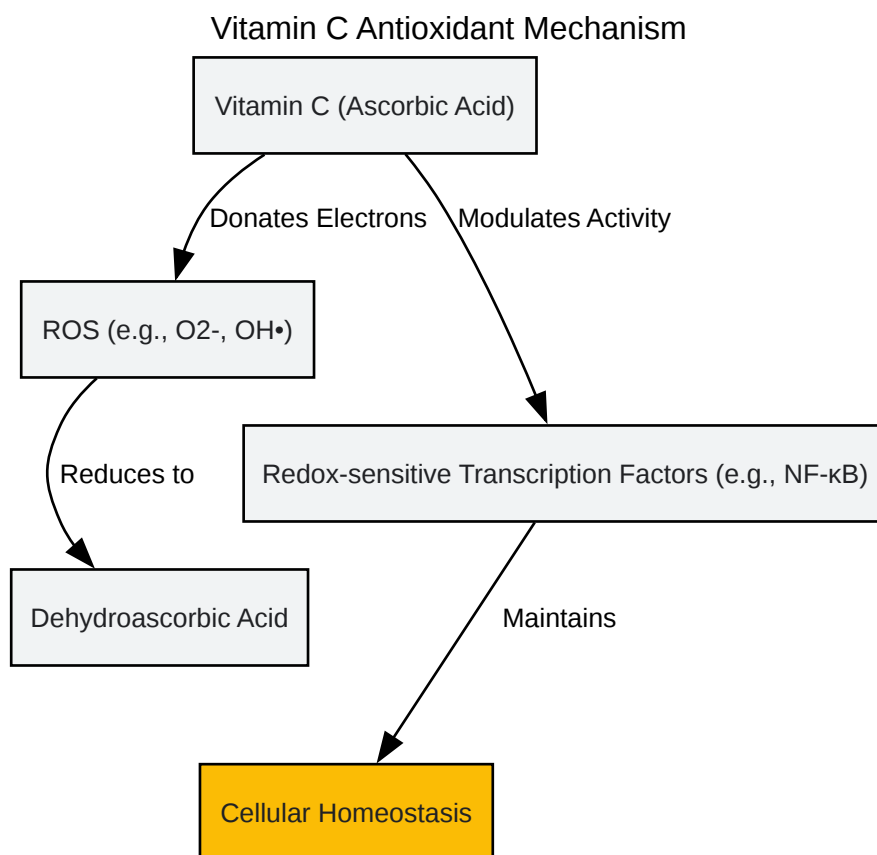 Vitamin C Antioxidant Mechanism
Vitamin C (Ascorbic Acid)
Donates Electrons
Modulates Activity
ROS (e.g., O2-, OH•)
Redox-sensitive Transcription Factors (e.g., NF-κB)
Reduces to
Dehydroascorbic Acid
Maintains
Cellular Homeostasis